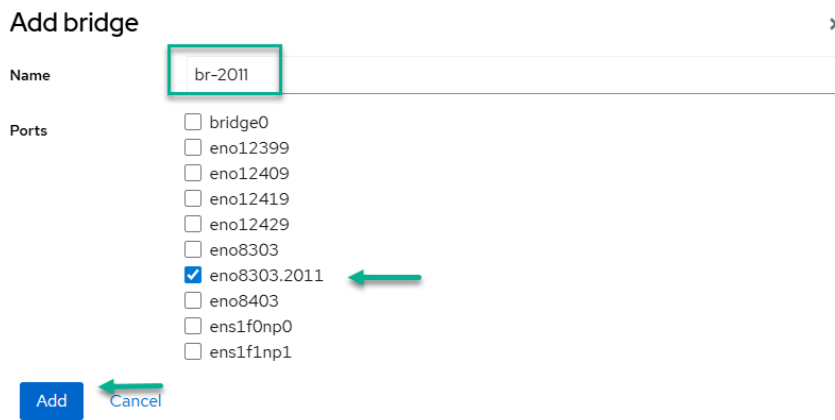 Add bridge
Name
br-2011
Ports
bridge0
eno12399
eno12409
eno12419
eno12429
eno8303
eno8303.2011
eno8403
ens1f0np0
ens1f1np1
Add Cancel